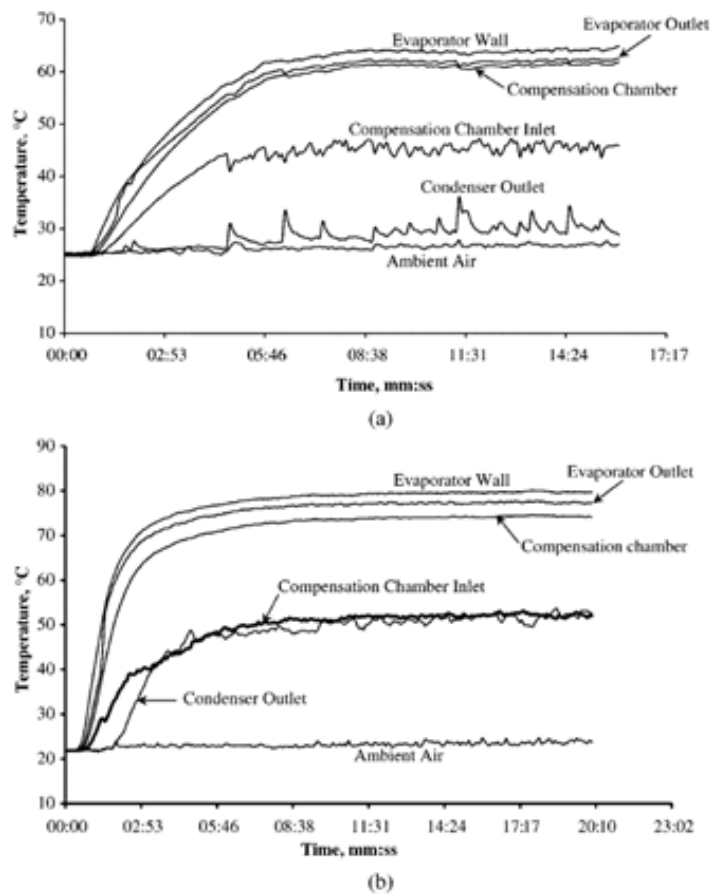 70
60
50
40
30
20
10
Temperature, °C
Evaporator Wall
Evaporator Outlet
Compensation Chamber
Compensation Chamber Inlet
Condenser Outlet
Ambient Air
00:00 02:53 05:46 08:38 11:31 14:24 17:17
Time, mm:ss
(a)
90
80
70
60
50
40
30
20
10
Temperature, °C
Evaporator Wall
Evaporator Outlet
Compensation chamber
Compensation Chamber Inlet
Condenser Outlet
Ambient Air
00:00 02:53 05:46 08:38 11:31 14:24 17:17 20:10 23:02
Time, mm:ss
(b)